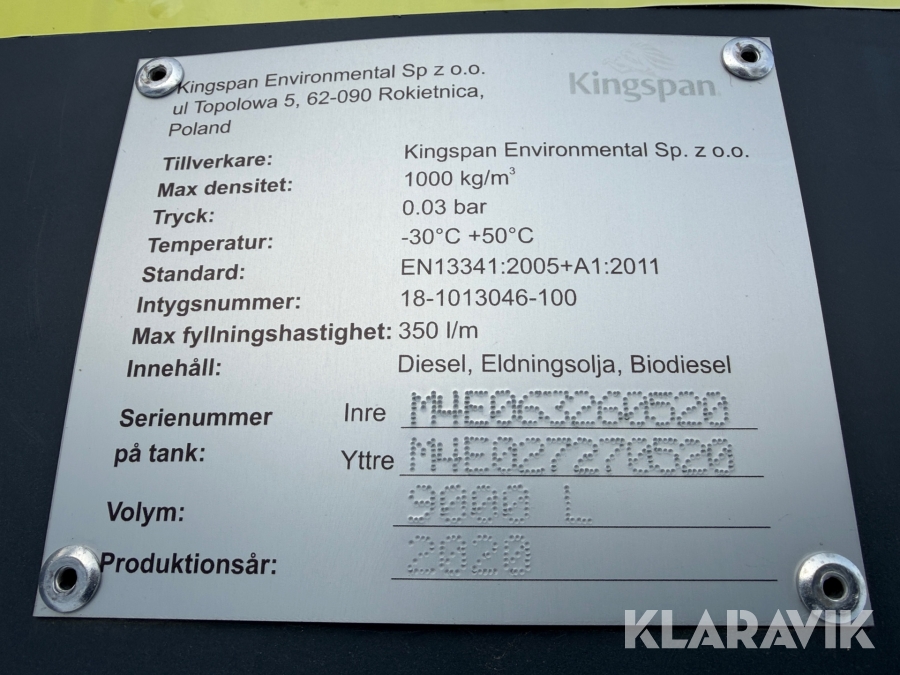 Kingspan Environmental Sp z o.o.
ul Topolowa 5, 62-090 Rokietnica,
Poland
Kingspan
Tillverkare: Kingspan Environmental Sp. z o.o.
Max densitet: 1000 kg/m³
Tryck: 0.03 bar
Temperatur: -30°C +50°C
Standard: EN13341:2005+A1:2011
Intygsnummer: 18-1013046-100
Max fyllningshastighet: 350 l/m
Innehåll: Diesel, Eldningsolja, Biodiesel
Serienummer Inre M4E063260520
på tank: Yttre M4E027270520
Volym: 9000 L
Produktionsår: 2020
KLARAVIK